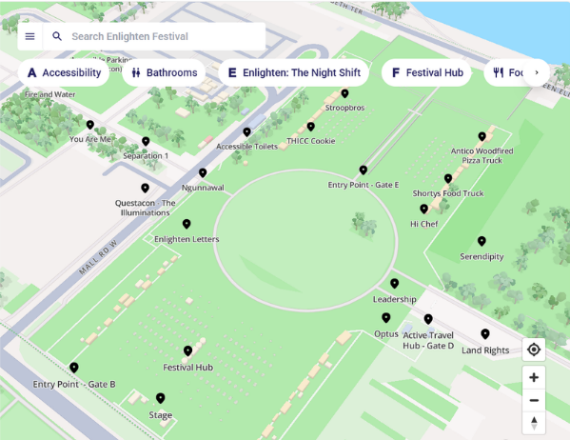 Search Enlighten Festival
A Accessibility
Bathrooms
E Enlighten: The Night Shift
F Festival Hub
Foo
Fire and Water
Stroopbros
You Are Me
Separation 1
Accessible Toilets
THICC Cookie
Antico Woodfired
Pizza Truck
Ngunnawal
Entry Point - Gate E
Shortys Food Truck
Questacon The
Illuminations
Hi Chef
Enlighten Letters
Serendipity
MALL RD W
Leadership
Optus
Active Travel
Hub - Gate D
Land Rights
Festival Hub
Entry Point - Gate B
Stage